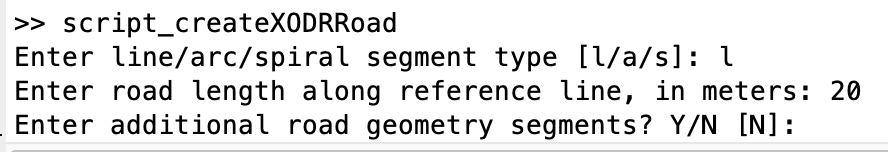 >> script_createXODRRoad
Enter line/arc/spiral segment type [l/a/s]: l
Enter road length along reference line, in meters: 20
Enter additional road geometry segments? Y/N [N]: